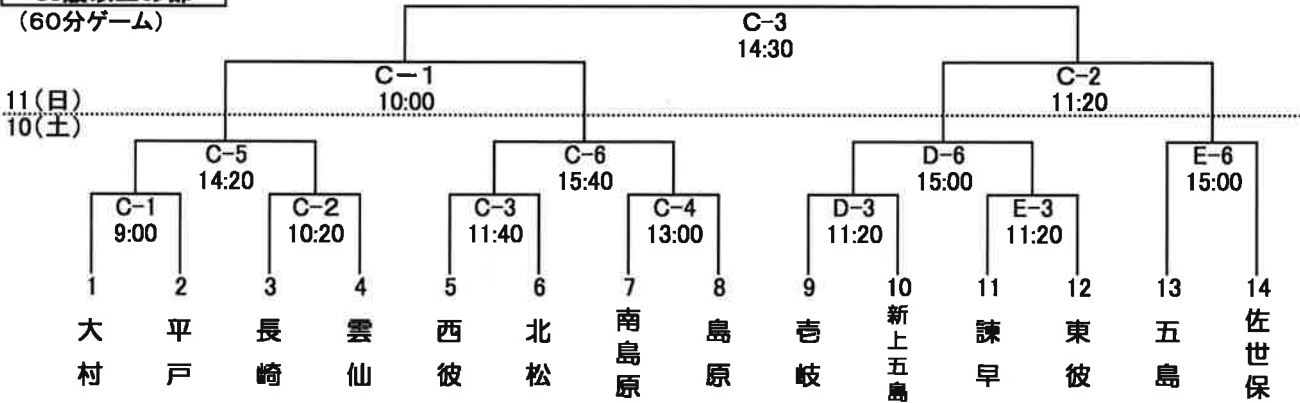 (60分ゲーム)
C-3
14:30
C-1
10:00
C-2
11:20
11(日)
10(土)
C-5
14:20
C-6
15:40
D-6
15:00
E-6
15:00
C-1
9:00
C-2
10:20
C-3
11:40
C-4
13:00
D-3
11:20
E-3
11:20
1 2 3 4 5 6 7 8 9 10 11 12 13 14
大村
平戸
長崎
雲仙
西彼
北松
南島原
島原
壱岐
新上五島
諫早
東彼
五島
佐世保